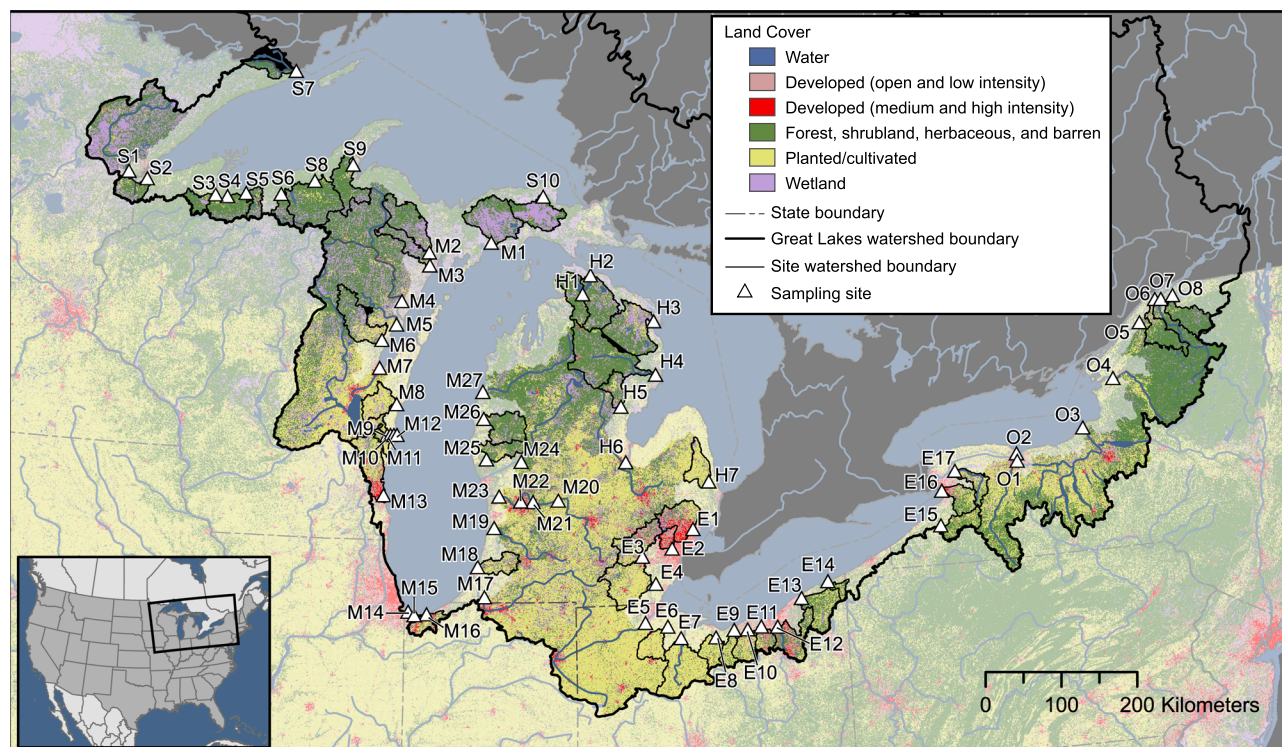 Land Cover
Water
Developed (open and low intensity)
Developed (medium and high intensity)
Forest, shrubland, herbaceous, and barren
Planted/cultivated
Wetland
State boundary
Great Lakes watershed boundary
Site watershed boundary
Sampling site
S7
S1
S2
S3
S4
S5
S6
S8
S9
S10
M1
M2
M3
M4
M5
M6
M7
M8
M9
M12
M10
M11
M13
M14
M15
M16
M17
M18
M19
M20
M21
M22
M23
M24
M25
M26
M27
H1
H2
H3
H4
H5
H6
H7
E1
E2
E3
E4
E5
E6
E7
E8
E9
E10
E11
E12
E13
E14
E15
E16
E17
O1
O2
O3
O4
O5
O6
O7
O8
0 100 200 Kilometers